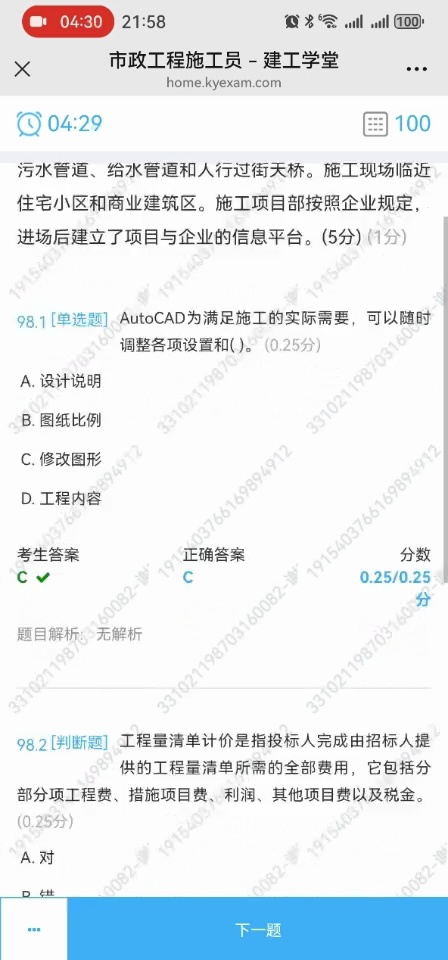 04:30 21:58 6 100
市政工程施工员 – 建工学堂
home.kyexam.com
04:29 100
污水管道、给水管道和人行过街天桥。施工现场临近
住宅小区和商业建筑区。施工项目部按照企业规定，
进场后建立了项目与企业的信息平台。(5分) (1分)
98.1 [单选题] AutoCAD为满足施工的实际需要，可以随时
调整各项设置和( )。 (0.25分)
A. 设计说明
B. 图纸比例
C. 修改图形
D. 工程内容
考生答案 正确答案 分数
C C 0.25/0.25
分
题目解析： 无解析
98.2 [判断题] 工程量清单计价是指投标人完成由招标人提
供的工程量清单所需的全部费用，它包括分
部分项工程费、措施项目费、利润、其他项目费以及税金。
(0.25分)
A. 对
B. 错
下一题